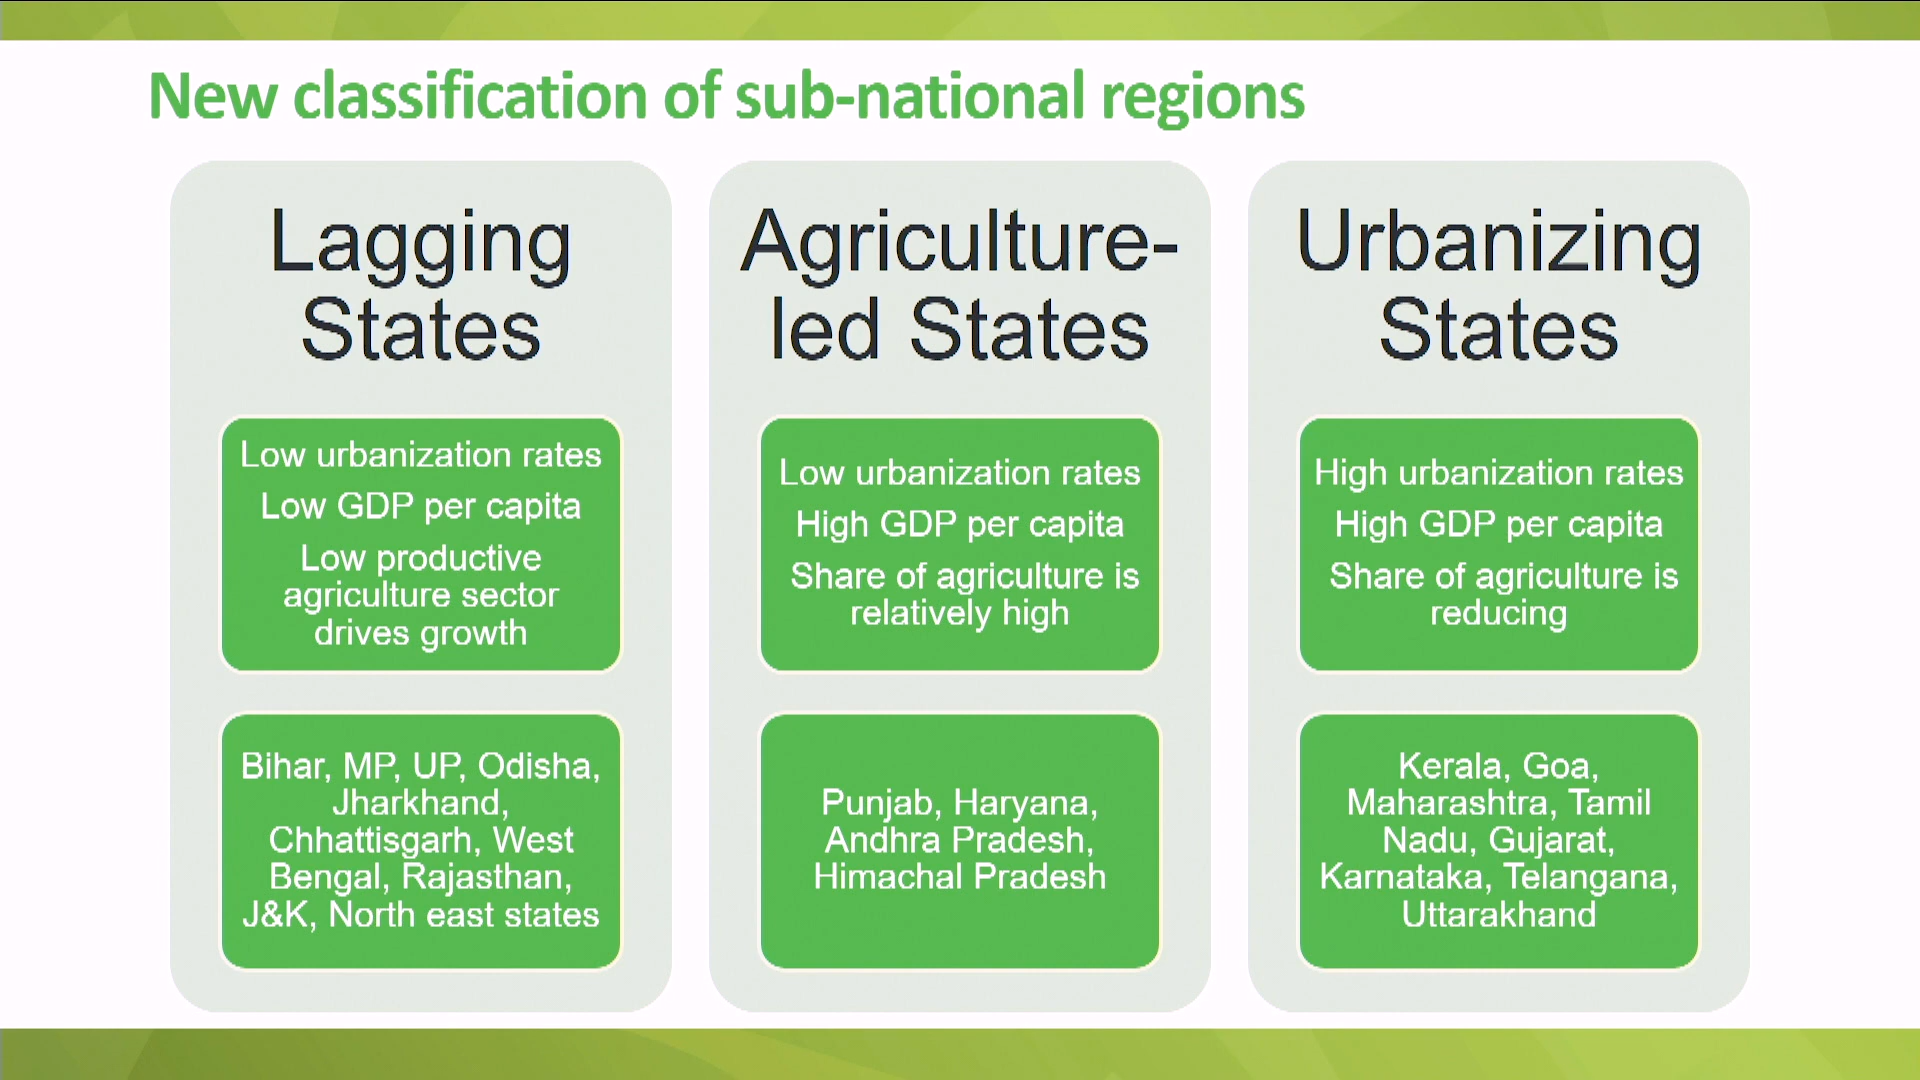 New classification of sub-national regions
Lagging
States
Low urbanization rates
Low GDP per capita
Low productive
agriculture sector
drives growth
Bihar, MP, UP, Odisha,
Jharkhand,
Chhattisgarh, West
Bengal, Rajasthan,
J&K, North east states
Agriculture-
led States
Low urbanization rates
High GDP per capita
Share of agriculture is
relatively high
Punjab, Haryana,
Andhra Pradesh,
Himachal Pradesh
Urbanizing
States
High urbanization rates
High GDP per capita
Share of agriculture is
reducing
Kerala, Goa,
Maharashtra, Tamil
Nadu, Gujarat,
Karnataka, Telangana,
Uttarakhand